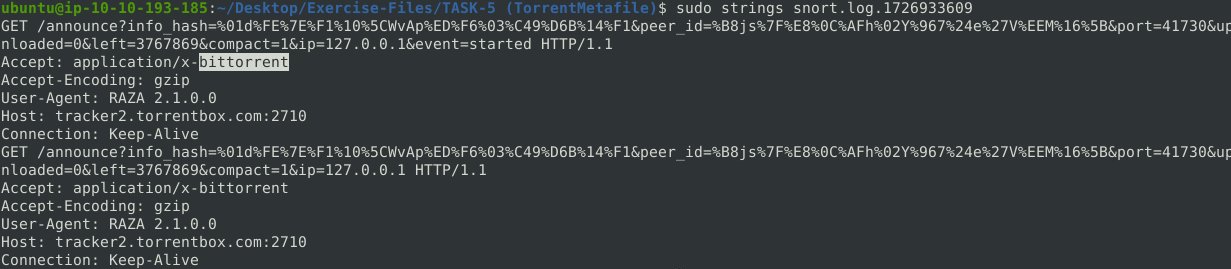 ubuntu@ip-10-10-193-185:~/Desktop/Exercise-Files/TASK-5 (TorrentMetafile)$ sudo strings snort.log.1726933609
GET /announce?info_hash=%01d%FE%7E%F1%10%5CWvAp%ED%F6%03%C49%D6B%14%F1&peer_id=%B8js%7F%E8%0C%AFh%02Y%967%24e%27V%EEM%16%5B&port=41730&up
nloaded=0&left=3767869&compact=1&ip=127.0.0.1&event=started HTTP/1.1
Accept: application/x-bittorrent
Accept-Encoding: gzip
User-Agent: RAZA 2.1.0.0
Host: tracker2.torrentbox.com:2710
Connection: Keep-Alive
GET /announce?info_hash=%01d%FE%7E%F1%10%5CWvAp%ED%F6%03%C49%D6B%14%F1&peer_id=%B8js%7F%E8%0C%AFh%02Y%967%24e%27V%EEM%16%5B&port=41730&up
nloaded=0&left=3767869&compact=1&ip=127.0.0.1 HTTP/1.1
Accept: application/x-bittorrent
Accept-Encoding: gzip
User-Agent: RAZA 2.1.0.0
Host: tracker2.torrentbox.com:2710
Connection: Keep-Alive